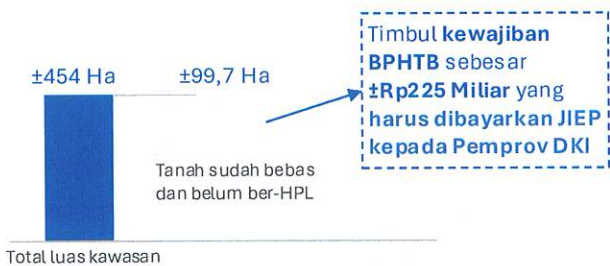 Timbul kewajiban
BPHTB sebesar
±Rp225 Miliar yang
harus dibayarkan JIEP
kepada Pemprov DKI
±454 Ha
±99,7 Ha
Tanah sudah bebas
dan belum ber-HPL
Total luas kawasan